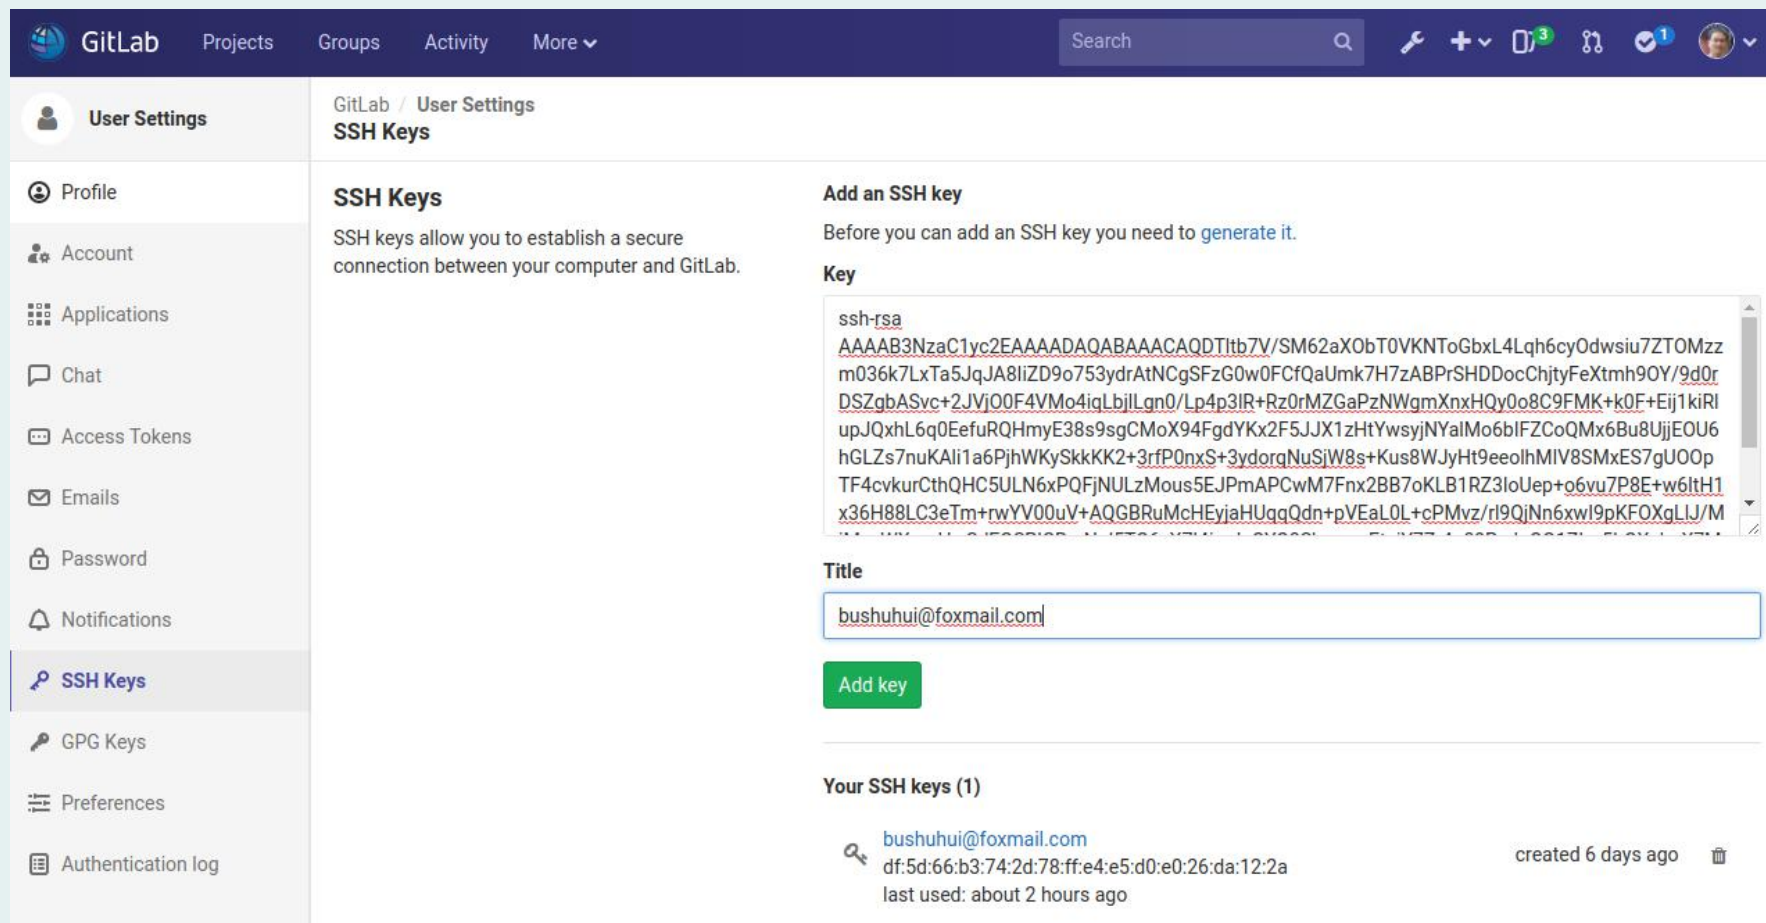 GitLab Projects Groups Activity More Search 3 1
User Settings
GitLab / User Settings
SSH Keys
Profile
Account
Applications
Chat
Access Tokens
Emails
Password
Notifications
SSH Keys
GPG Keys
Preferences
Authentication log
SSH Keys
SSH keys allow you to establish a secure
connection between your computer and GitLab.
Add an SSH key
Before you can add an SSH key you need to generate it.
Key
ssh-rsa
AAAAB3NzaC1yc2EAAAADAQABAAACAQDTltb7V/SM62aXObT0VKNToGbxL4Lqh6cyOdwsiu7ZTOMzz
m036k7LxTa5JqJA8IiZD9o753ydrAtNCgSFzG0w0FCfQaUmk7H7zABPrSHDDocChjtyFeXtmh9OY/9d0r
DSZgbASvc+2JVjO0F4VMo4iqLbjlLgn0/Lp4p3lR+Rz0rMZGaPzNWgmXnxHQy0o8C9FMK+k0F+Eij1kiRl
upJQxhL6q0EefuRQHmyE38s9sgCMoX94FgdYKx2F5JJX1zHtYwsyjNYalMo6bIFZCoQMx6Bu8UjjEOU6
hGLZs7nuKAli1a6PjhWKySkkKK2+3rfP0nxS+3ydorqNuSjW8s+Kus8WJyHt9eeolhMIV8SMxES7gUOOp
TF4cvkurCthQHC5ULN6xPQFjNULzMous5EJPmAPCwM7Fnx2BB7oKLB1RZ3IoUep+o6vu7P8E+w6ltH1
x36H88LC3eTm+rwYV00uV+AQGBRuMcHEyjaHUqqQdn+pVEaL0L+cPMvz/rl9QjNn6xwI9pKFOXgLIJ/M
Title
bushuhui@foxmail.com
Add key
Your SSH keys (1)
bushuhui@foxmail.com
df:5d:66:b3:74:2d:78:ff:e4:e5:d0:e0:26:da:12:2a
last used: about 2 hours ago
created 6 days ago